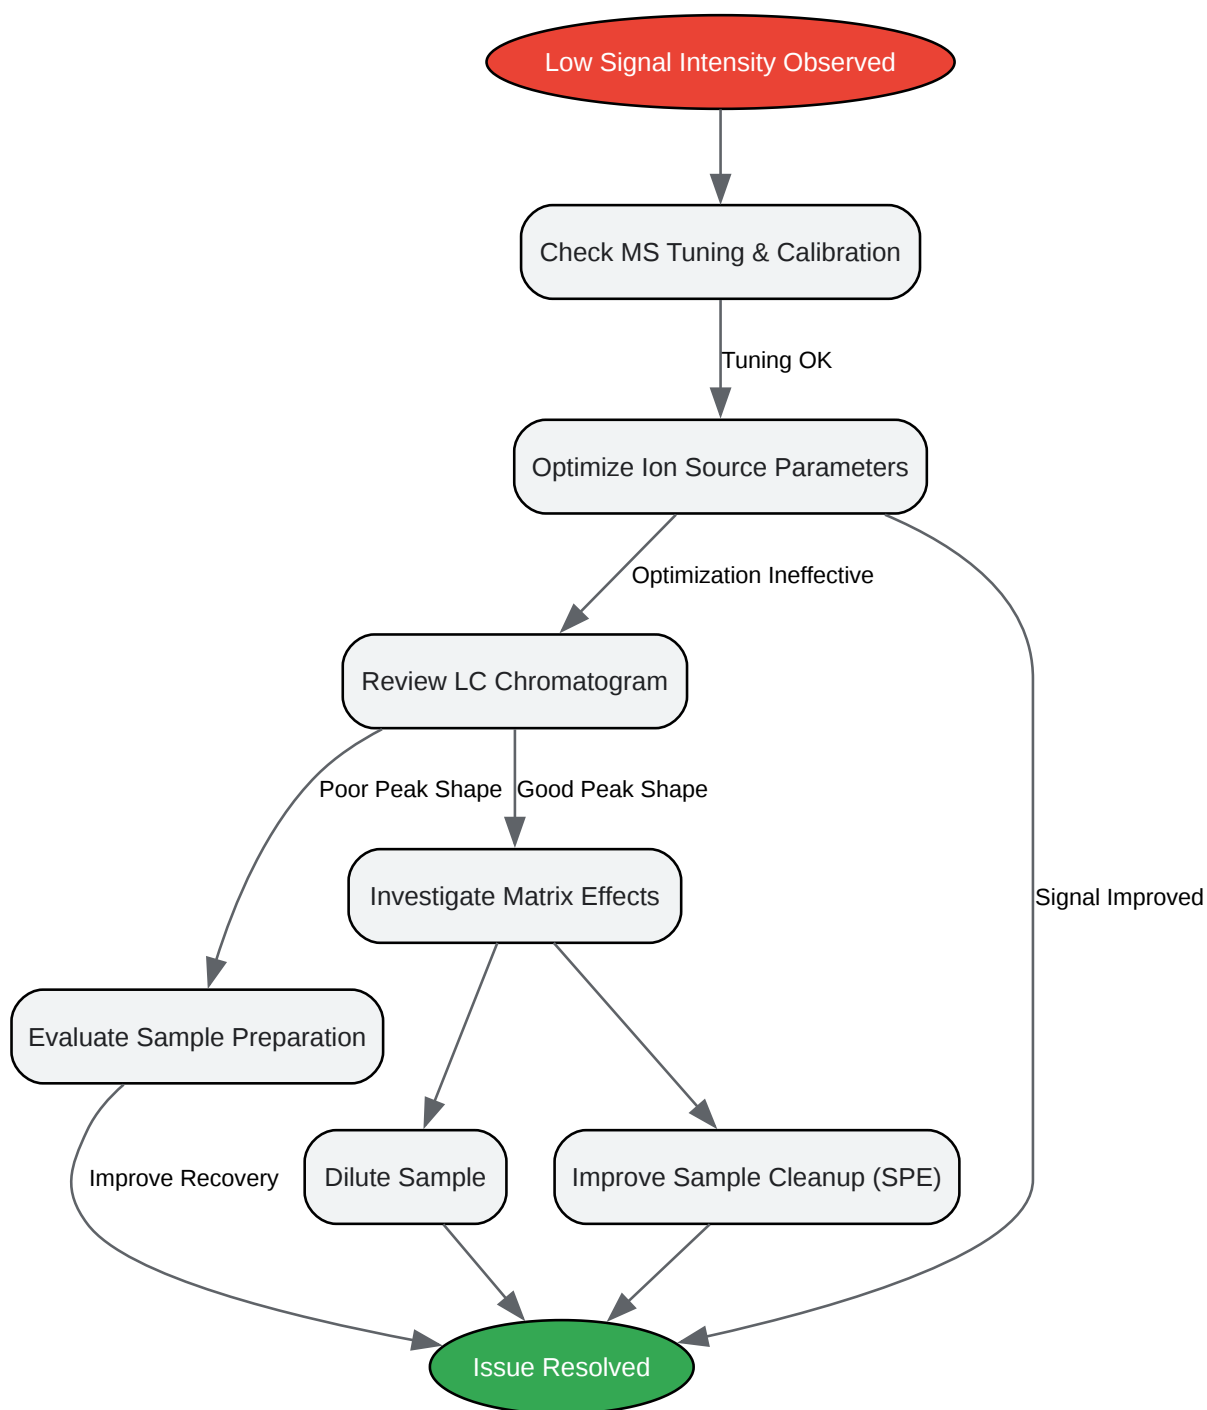 Low Signal Intensity Observed
Check MS Tuning & Calibration
Tuning OK
Optimize Ion Source Parameters
Optimization Ineffective
Review LC Chromatogram
Poor Peak Shape
Good Peak Shape
Investigate Matrix Effects
Signal Improved
Evaluate Sample Preparation
Improve Recovery
Dilute Sample
Improve Sample Cleanup (SPE)
Issue Resolved